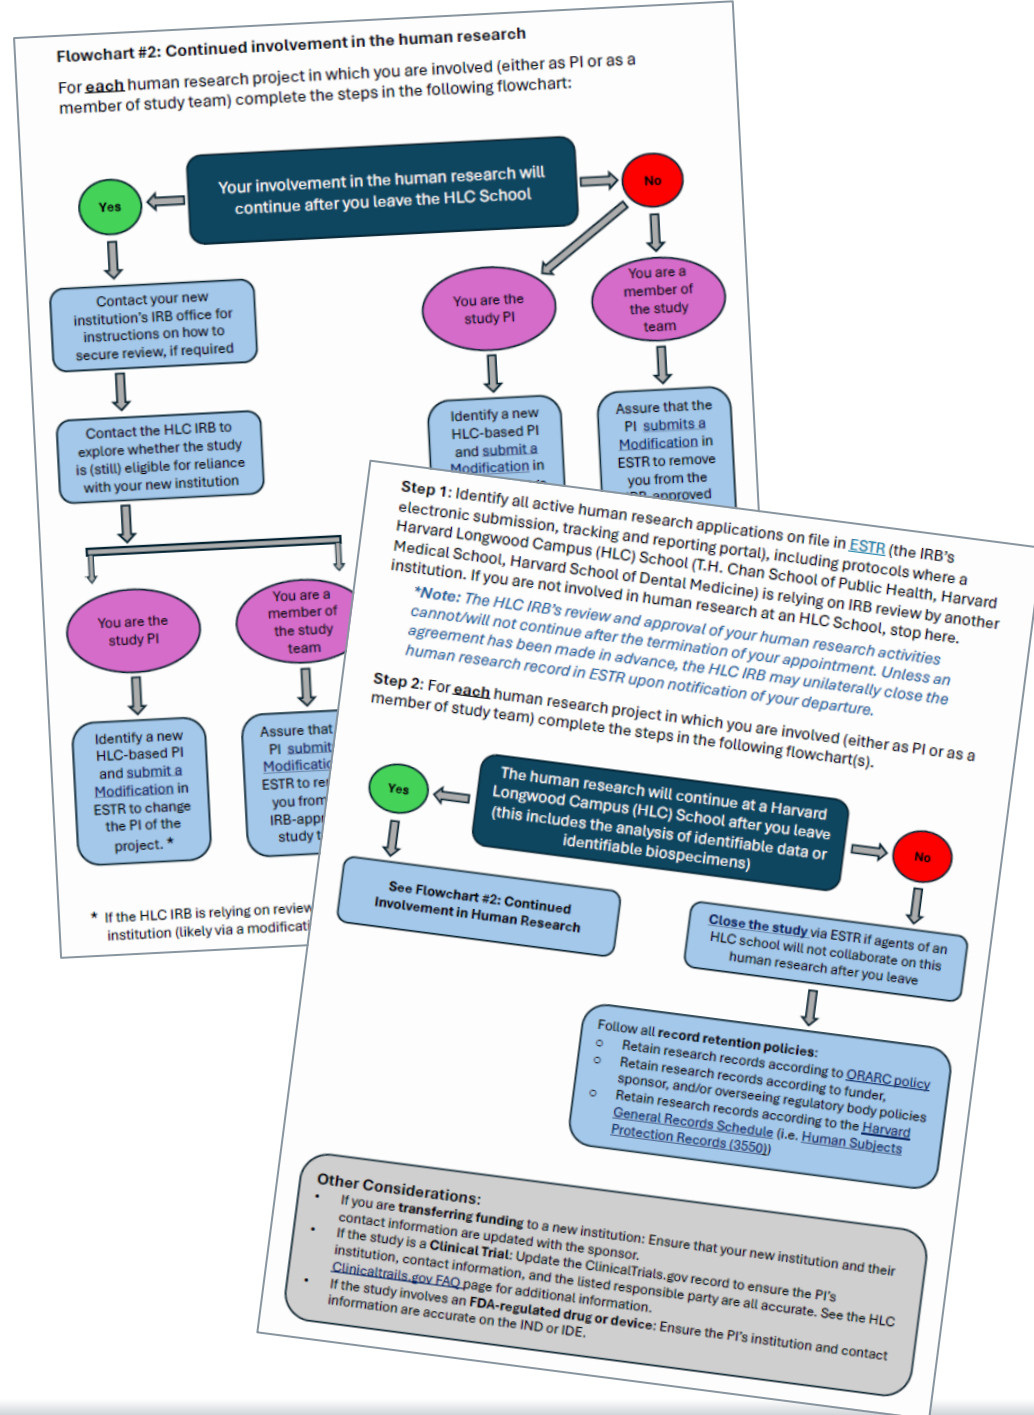 Flowchart #2: Continued involvement in the human research
For each human research project in which you are involved (either as PI or as a
member of study team) complete the steps in the following flowchart:
Your involvement in the human research will
continue after you leave the HLC School
Yes
No
Contact your new
institution's IRB office for
instructions on how to
secure review, if required
Contact the HLC IRB to
explore whether the study
is (still) eligible for reliance
with your new institution
You are the
study PI
You are a
member of
the study
team
Identify a new
HLC-based PI
and submit a
Modification in
ESTR to change
the PI of the
project. *
Assure that
PI submit
Modificatio
ESTR to re
you from
IRB-app
study t
You are the
study PI
You are a
member of
the study
team
Identify a new
HLC-based PI
and submit a
Modification in
Assure that the
PI submits a
Modification in
ESTR to remove
you from the
IRB-approved
* If the HLC IRB is relying on review
institution (likely via a modificati
Step 1: Identify all active human research applications on file in ESTR (the IRB's
electronic submission, tracking and reporting portal), including protocols where a
Harvard Longwood Campus (HLC) School (T.H. Chan School of Public Health, Harvard
Medical School, Harvard School of Dental Medicine) is relying on IRB review by another
institution. If you are not involved in human research at an HLC School, stop here.
*Note: The HLC IRB's review and approval of your human research activities
cannot/will not continue after the termination of your appointment. Unless an
agreement has been made in advance, the HLC IRB may unilaterally close the
human research record in ESTR upon notification of your departure.
Step 2: For each human research project in which you are involved (either as PI or as a
member of study team) complete the steps in the following flowchart(s).
The human research will continue at a Harvard
Longwood Campus (HLC) School after you leave
(this includes the analysis of identifiable data or
identifiable biospecimens)
Yes
No
See Flowchart #2: Continued
Involvement in Human Research
Close the study via ESTR if agents of an
HLC school will not collaborate on this
human research after you leave
Follow all record retention policies:
○ Retain research records according to ORARC policy
○ Retain research records according to funder,
sponsor, and/or overseeing regulatory body policies
○ Retain research records according to the Harvard
General Records Schedule (i.e. Human Subjects
Protection Records (3550))
Other Considerations:
• If you are transferring funding to a new institution: Ensure that your new institution and their
contact information are updated with the sponsor.
• If the study is a Clinical Trial: Update the ClinicalTrials.gov record to ensure the PI's
institution, contact information, and the listed responsible party are all accurate. See the HLC
Clinicaltrails.gov FAQ page for additional information.
• If the study involves an FDA-regulated drug or device: Ensure the PI's institution and contact
information are accurate on the IND or IDE.